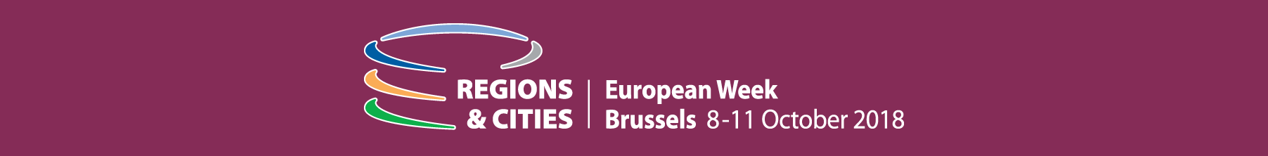 REGIONS
& CITIES
European Week
Brussels 8-11 October 2018